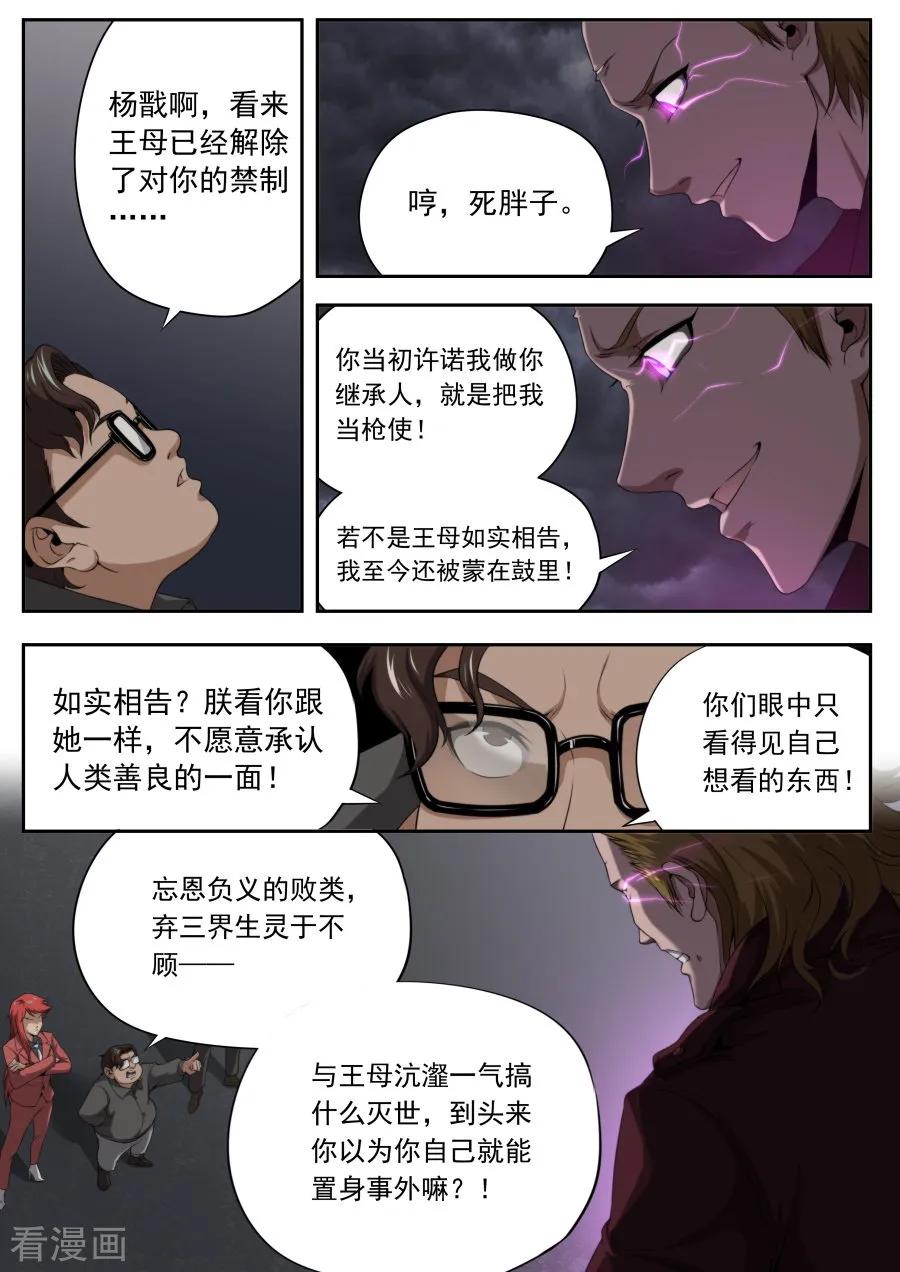 杨戬啊，看来
王母已经解除
了对你的禁制
······
哼，死胖子。
你当初许诺我做你
继承人，就是把我
当枪使！
若不是王母如实相告，
我至今还被蒙在鼓里！
如实相告？朕看你跟
她一样，不愿意承认
人类善良的一面！
你们眼中只
看得见自己
想看的东西！
忘恩负义的败类，
弃三界生灵于不
顾——
与王母沆瀣一气搞
什么灭世，到头来
你以为你自己就能
置身事外嘛？！
看漫画